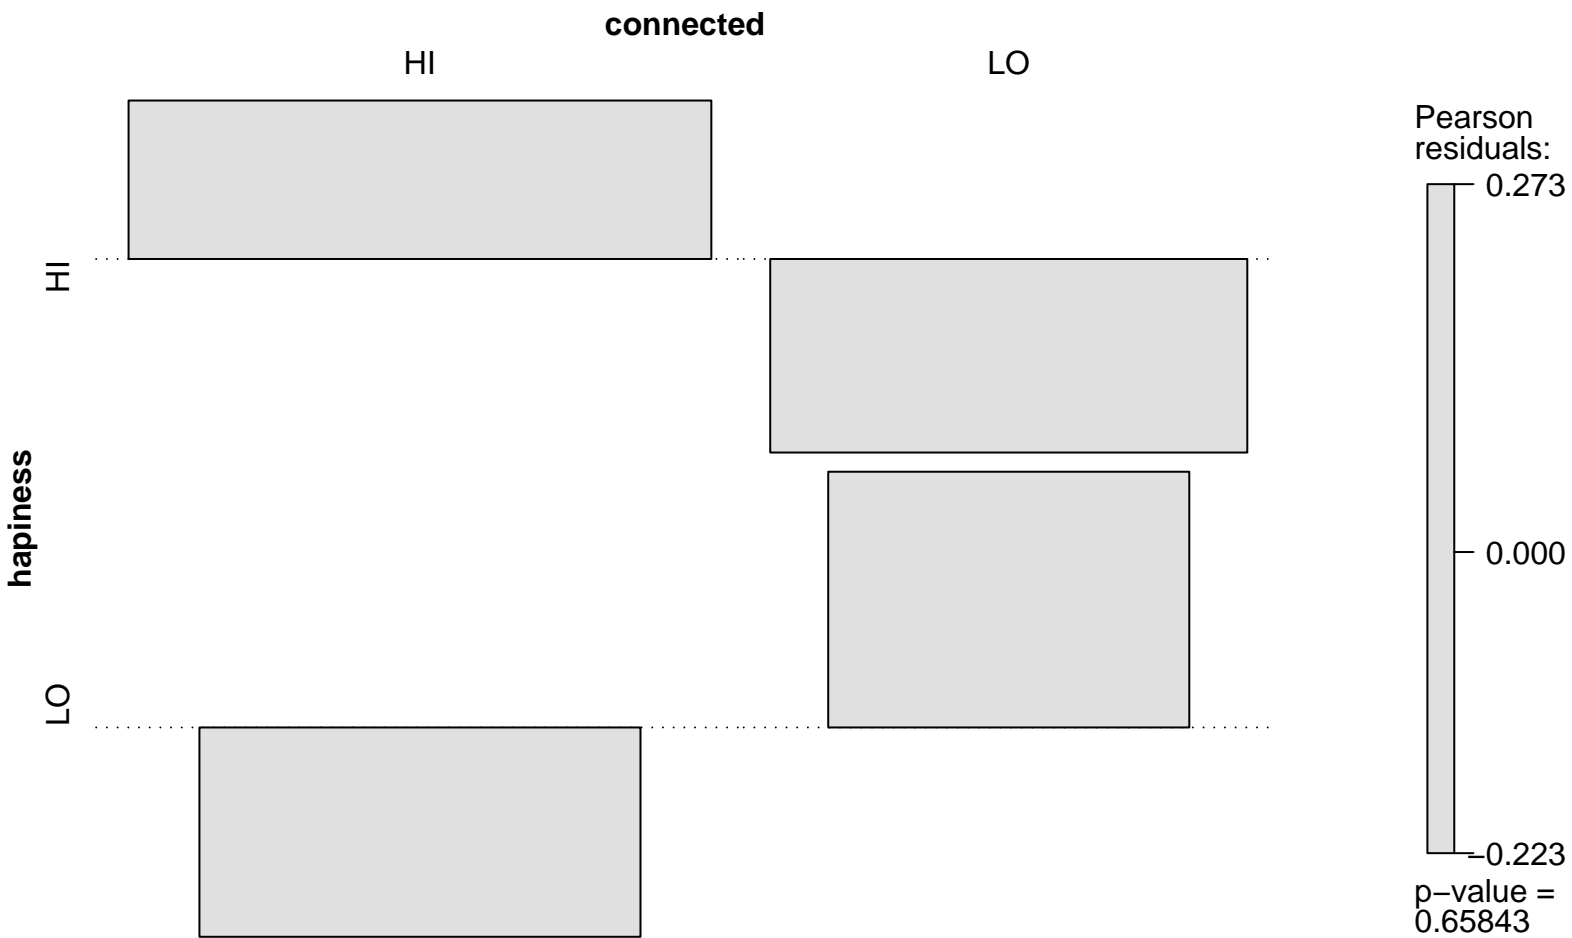 connected
HI LO
Pearson
residuals:
0.273
HI
hapiness
0.000
LO
−0.223
p−value =
0.65843